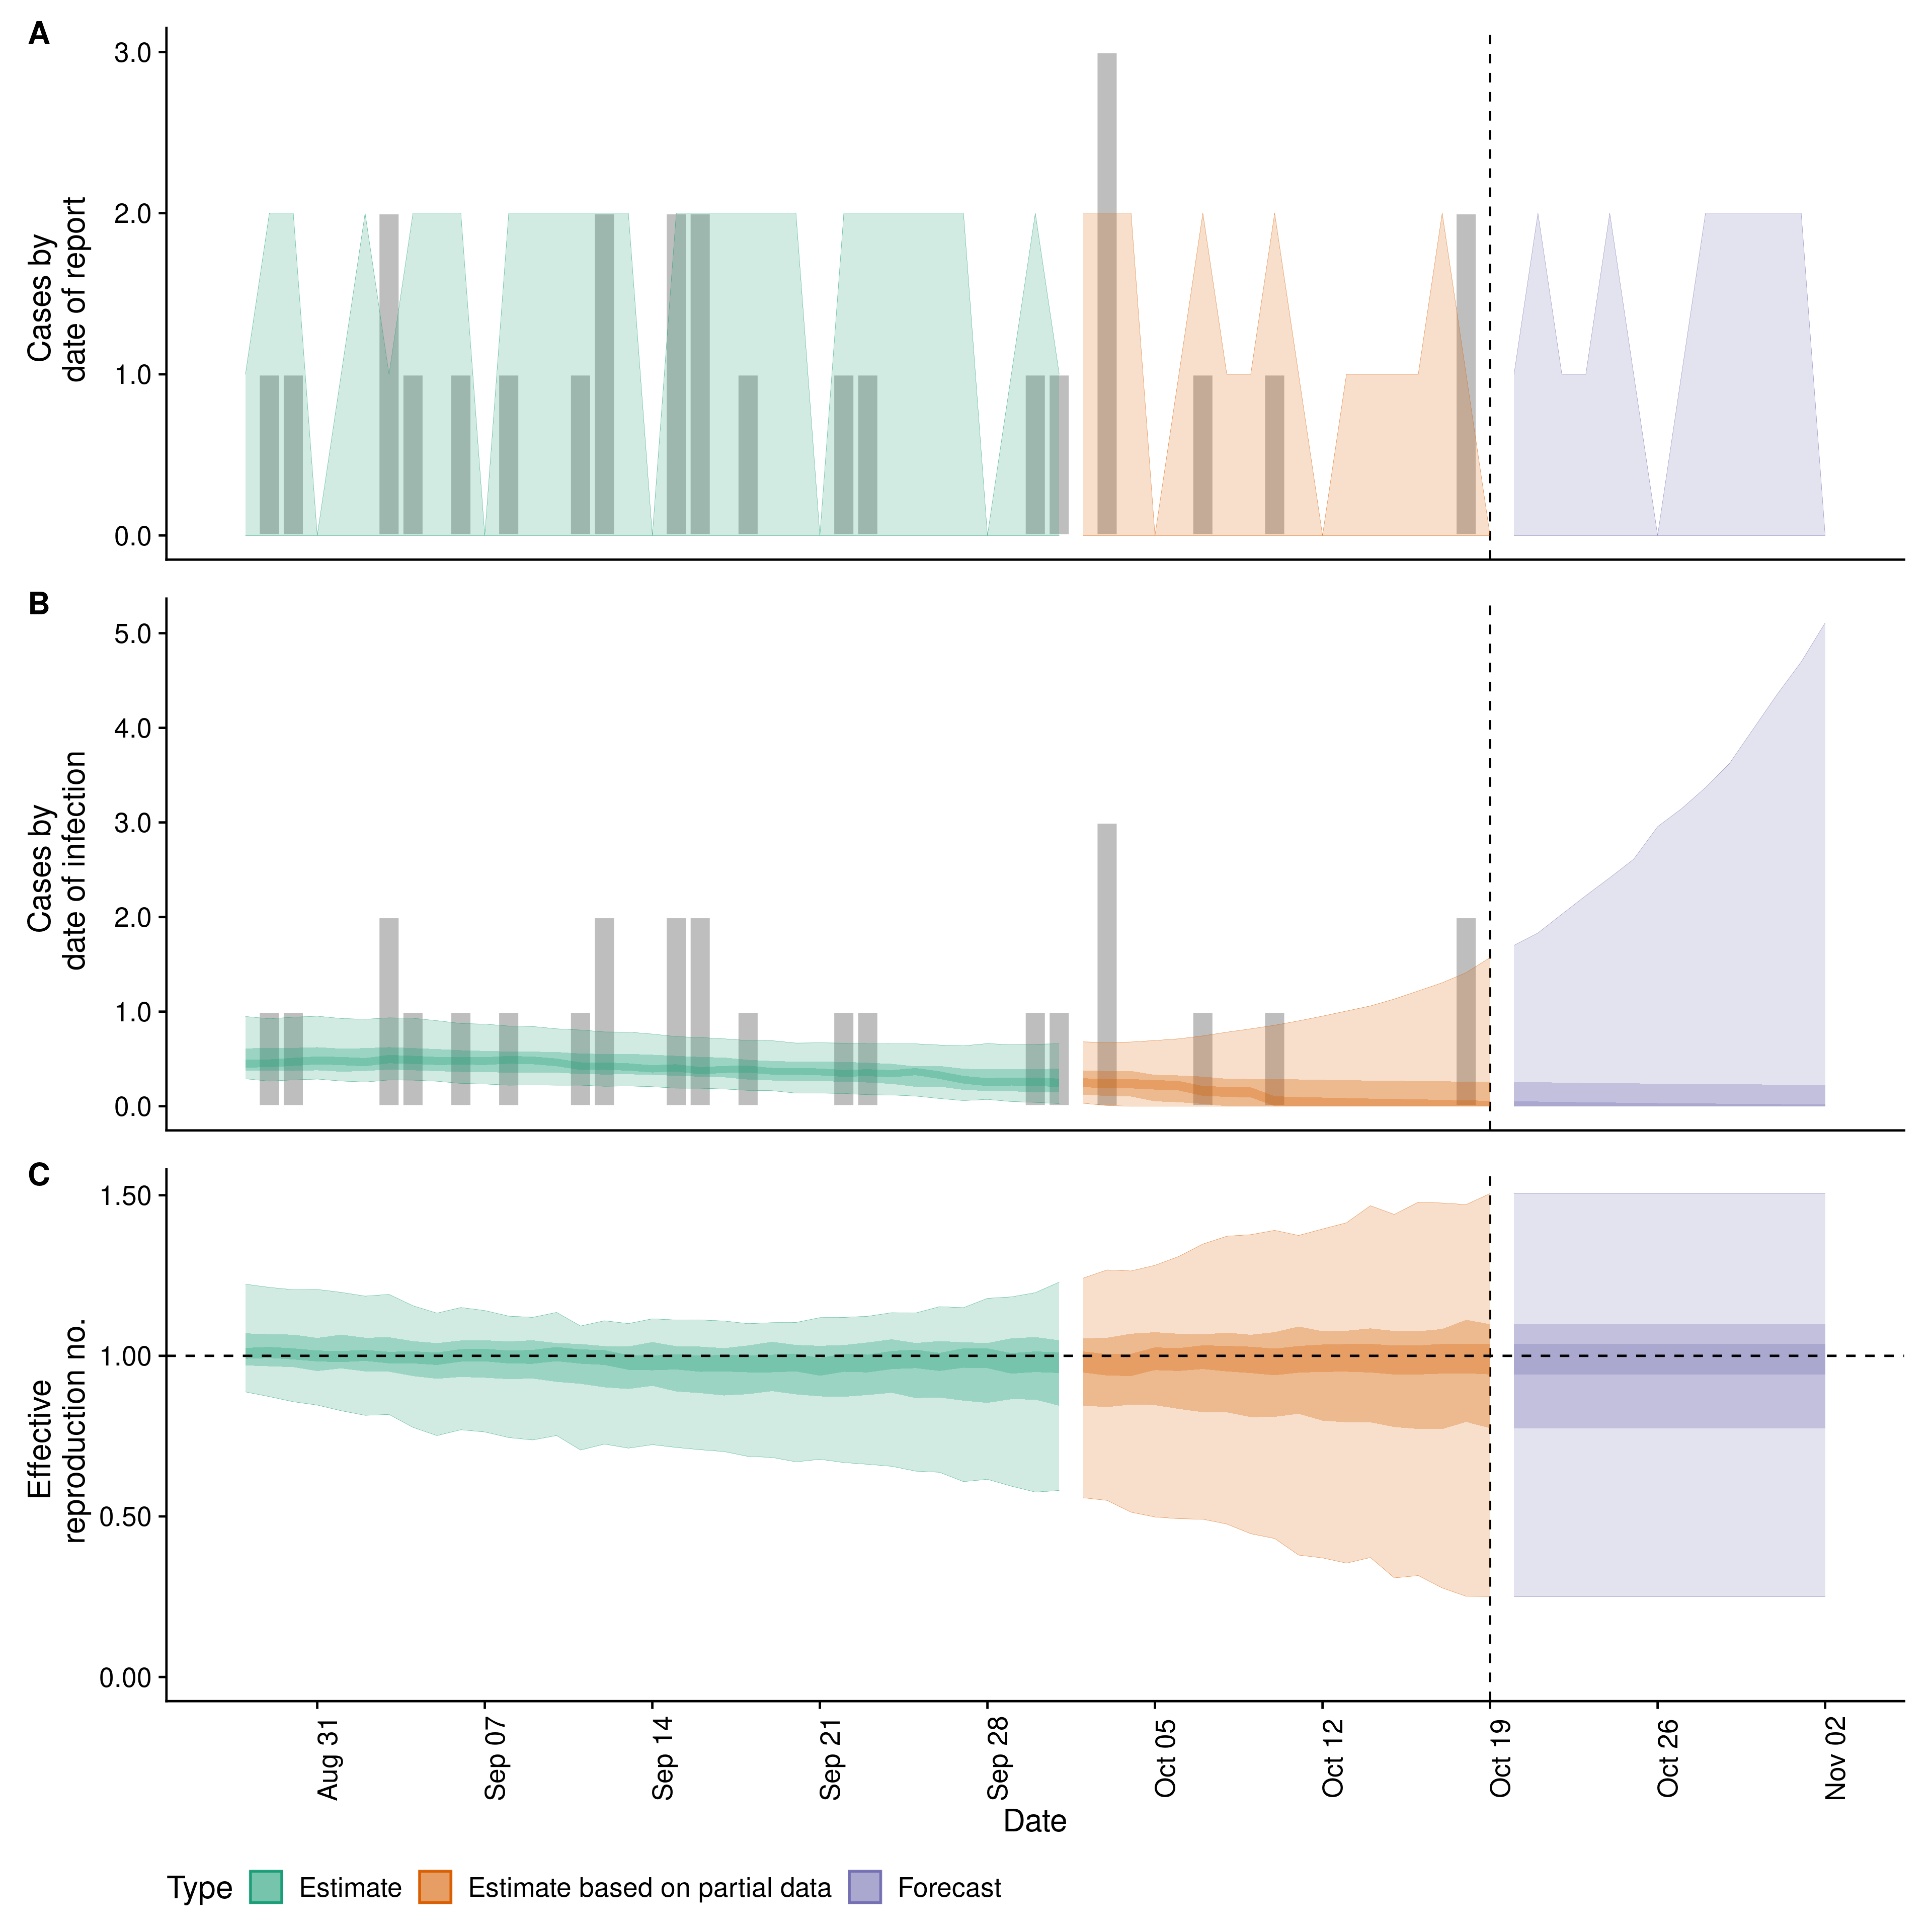 A
3.0
2.0
1.0
0.0
Cases by
date of report
B
5.0
4.0
3.0
2.0
1.0
0.0
Cases by
date of infection
C
1.50
1.00
0.50
0.00
Effective
reproduction no.
Aug 31
Sep 07
Sep 14
Sep 21
Sep 28
Oct 05
Oct 12
Oct 19
Oct 26
Nov 02
Date
Type Estimate Estimate based on partial data Forecast